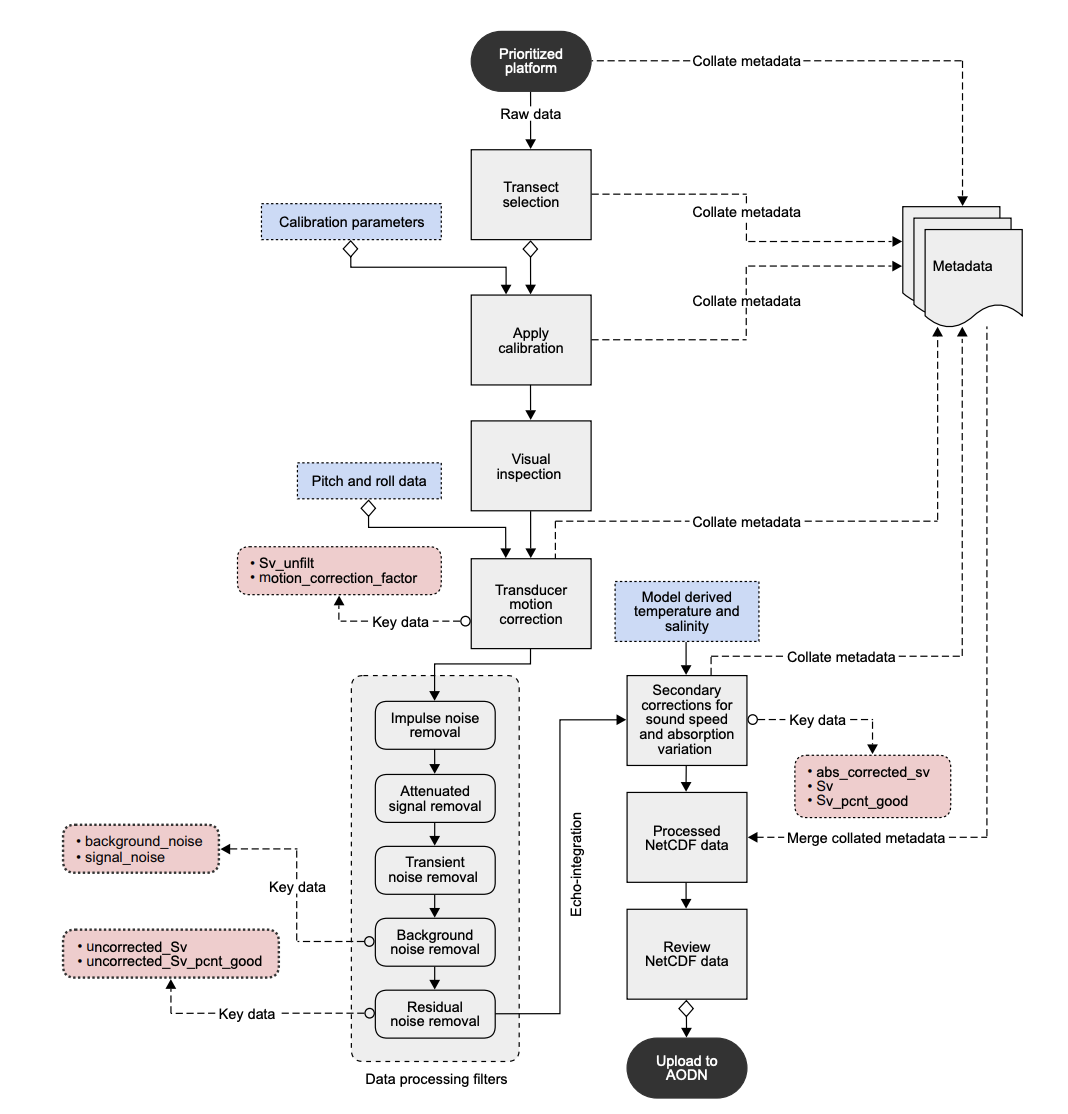 Prioritized
platform
Collate metadata
Raw data
Transect
selection
Collate metadata
Calibration parameters
Metadata
Collate metadata
Apply
calibration
Visual
inspection
Pitch and roll data
Collate metadata
• Sv_unfilt
• motion_correction_factor
Transducer
motion
correction
Key data
Model derived
temperature and
salinity
Collate metadata
Secondary
corrections for
sound speed
and absorption
variation
Key data
• abs_corrected_sv
• Sv
• Sv_pcnt_good
Impulse noise
removal
Attenuated
signal removal
Transient
noise removal
Background
noise removal
Residual
noise removal
Data processing filters
• background_noise
• signal_noise
Key data
• uncorrected_Sv
• uncorrected_Sv_pcnt_good
Key data
Echo-integration
Processed
NetCDF data
Merge collated metadata
Review
NetCDF data
Upload to
AODN